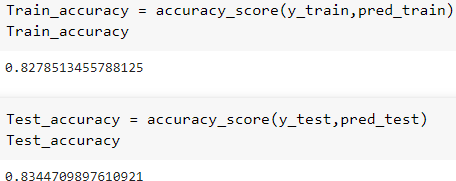 Train_accuracy = accuracy_score(y_train,pred_train)
Train_accuracy
0.8278513455788125
Test_accuracy = accuracy_score(y_test,pred_test)
Test_accuracy
0.8344709897610921